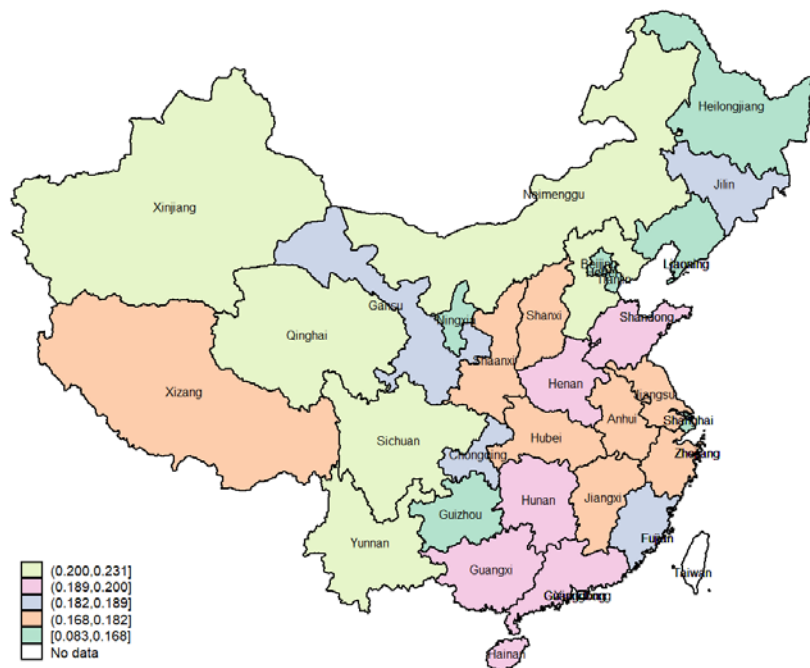 Heilongjiang
Jilin
Xinjiang
Neimenggu
Beijing
Liaoning
Gansu
Ningxia
Shanxi
Shandong
Qinghai
Shaanxi
Henan
Xizang
Jiangsu
Anhui
Shanghai
Sichuan
Hubei
Chongqing
Zhejiang
Hunan
Jiangxi
Guizhou
Yunnan
Fujian
Guangxi
Taiwan
Hainan
(0.200,0.231]
(0.189,0.200]
(0.182,0.189]
(0.168,0.182]
[0.083,0.168]
No data